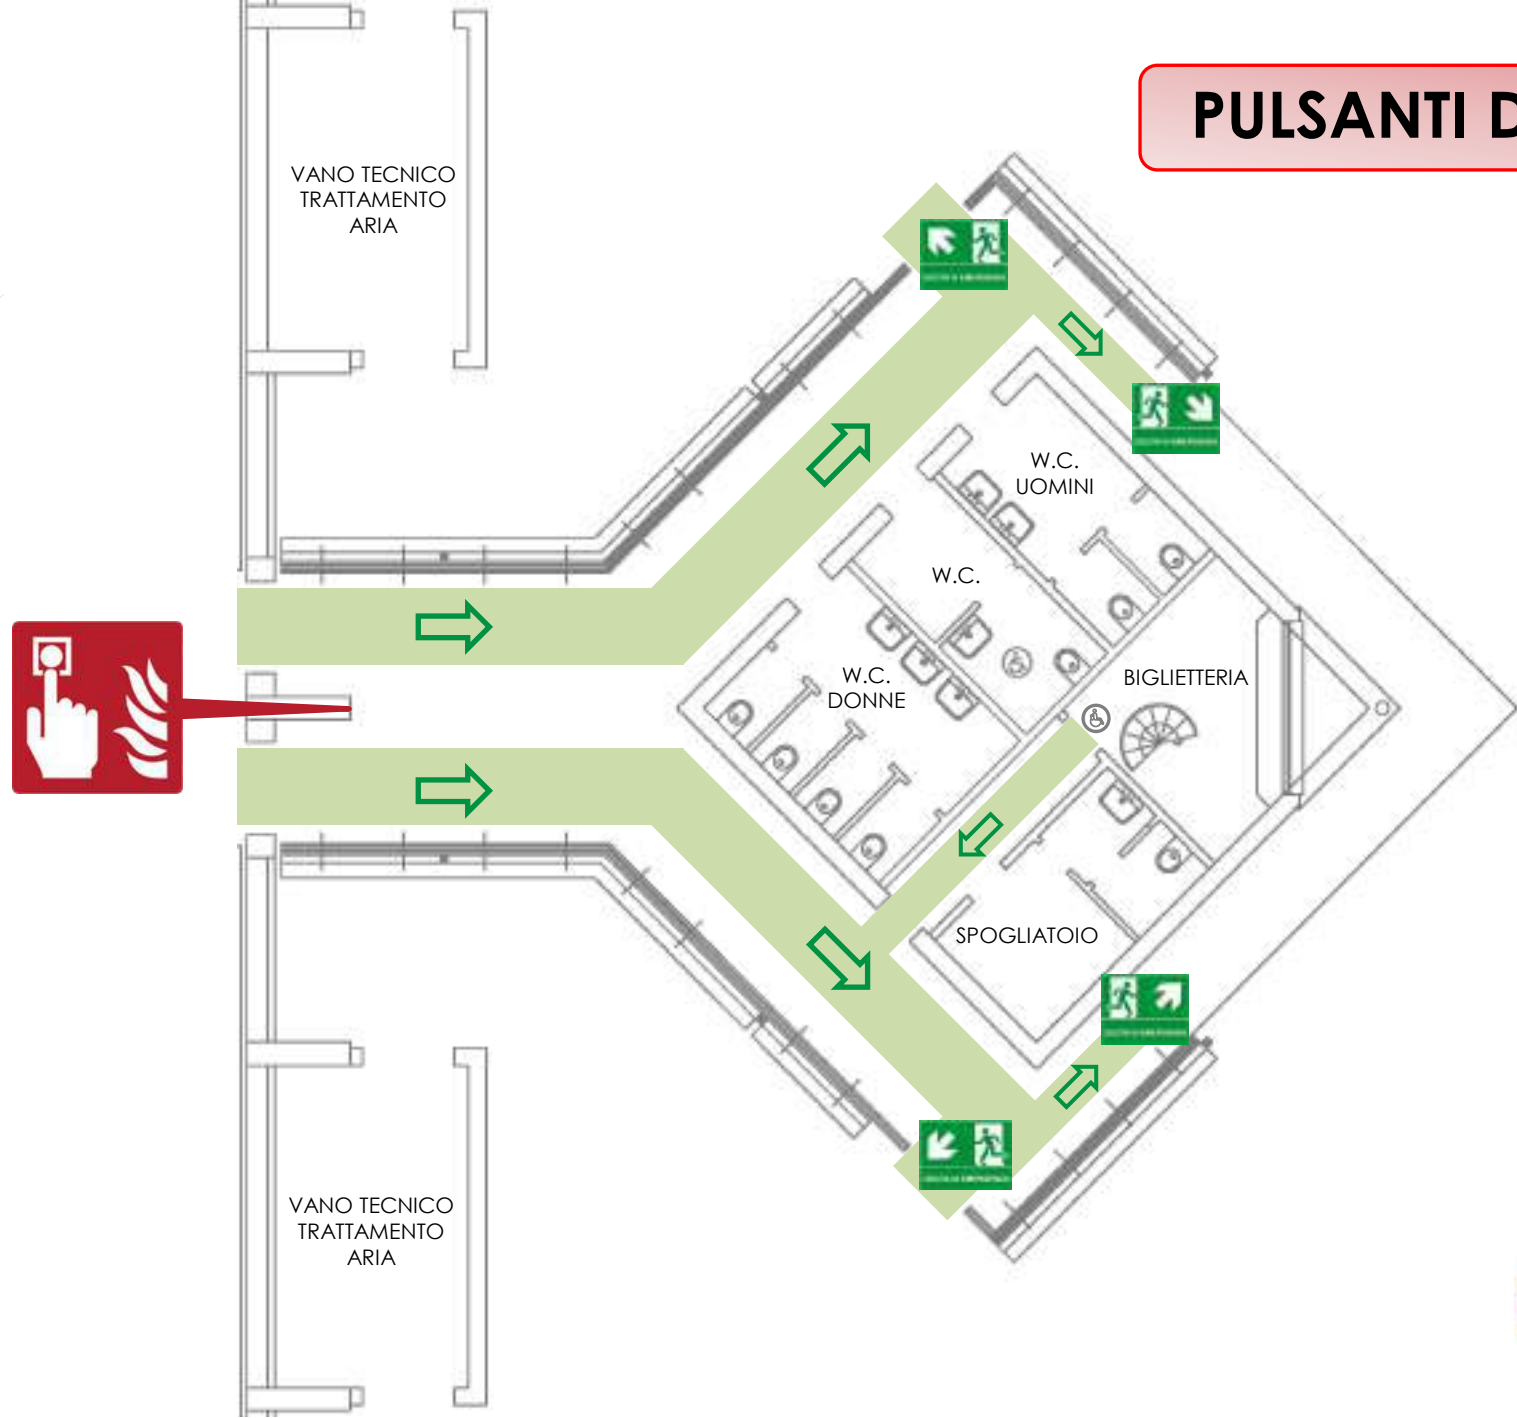 PULSANTI D
VANO TECNICO
TRATTAMENTO
ARIA
W.C.
UOMINI
W.C.
W.C.
DONNE
BIGLIETTERIA
SPOGLIATOIO
VANO TECNICO
TRATTAMENTO
ARIA